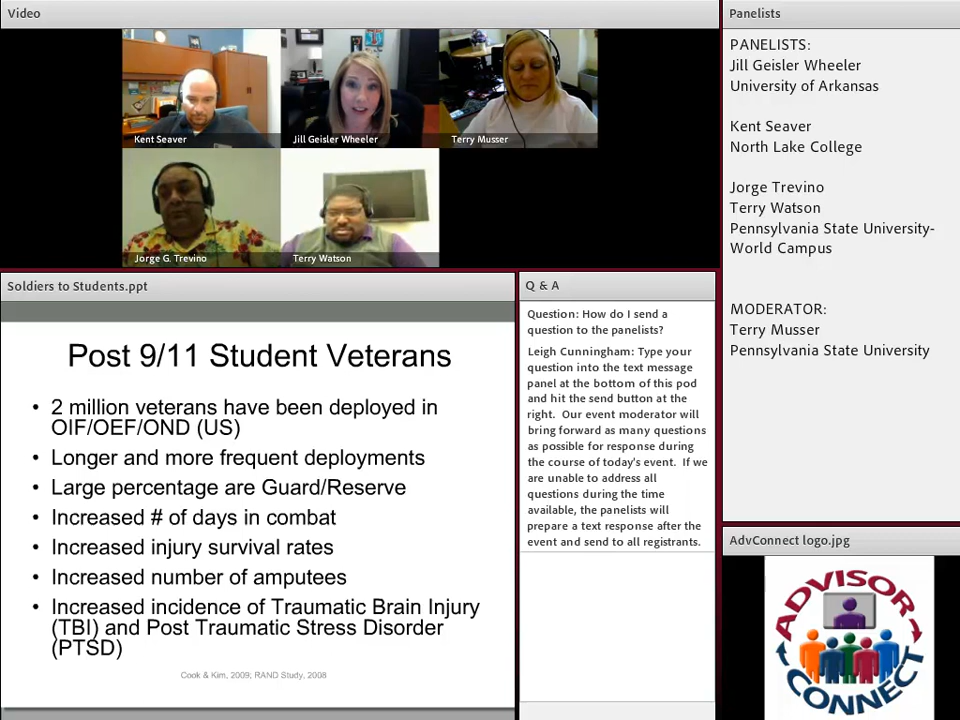 Video
Kent Seaver
Jill Geisler Wheeler
Terry Musser
Jorge G. Trevino
Terry Watson
Soldiers to Students.ppt
Post 9/11 Student Veterans
• 2 million veterans have been deployed in
OIF/OEF/OND (US)
• Longer and more frequent deployments
• Large percentage are Guard/Reserve
• Increased # of days in combat
• Increased injury survival rates
• Increased number of amputees
• Increased incidence of Traumatic Brain Injury
(TBI) and Post Traumatic Stress Disorder
(PTSD)
Cook & Kim, 2009, RAND Study, 2008
Q & A
Question: How do I send a
question to the panelists?
Leigh Cunningham: Type your
question into the text message
panel at the bottom of this pod
and hit the send button at the
right.  Our event moderator will
bring forward as many questions
as possible for response during
the course of today's event.  If we
are unable to address all
questions during the time
available, the panelists will
prepare a text response after the
event and send to all registrants.
Panelists
PANELISTS:
Jill Geisler Wheeler
University of Arkansas
Kent Seaver
North Lake College
Jorge Trevino
Terry Watson
Pennsylvania State University-
World Campus
MODERATOR:
Terry Musser
Pennsylvania State University
AdvConnect logo.jpg
ADVISOR
CONNECT